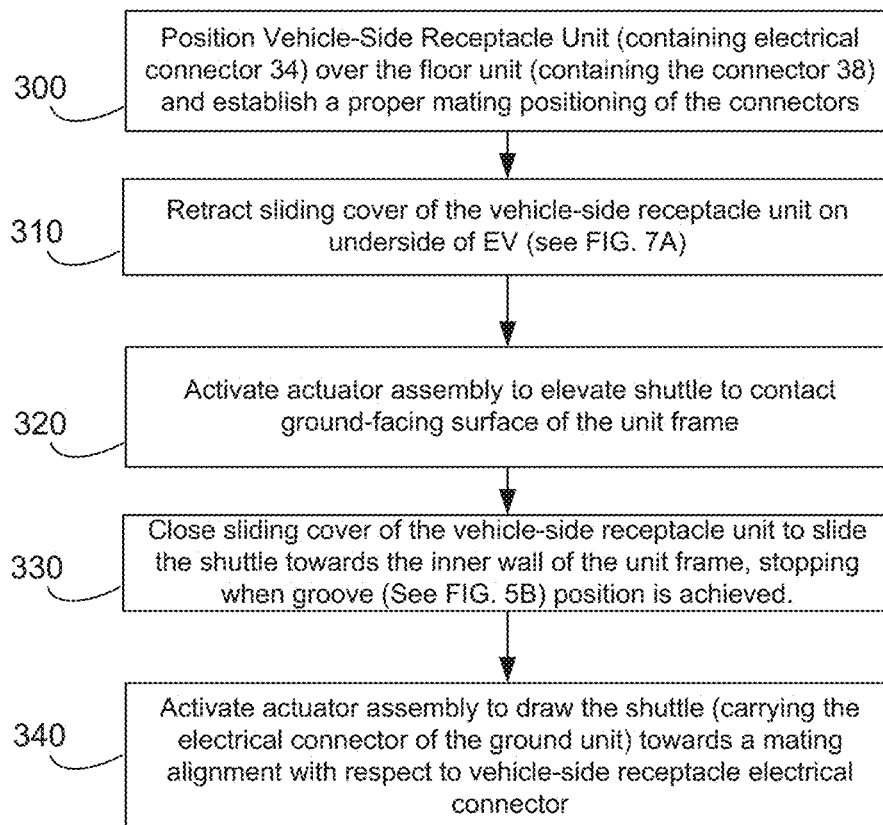 300
Position Vehicle-Side Receptacle Unit (containing electrical
connector 34) over the floor unit (containing the connector 38)
and establish a proper mating positioning of the connectors
310
Retract sliding cover of the vehicle-side receptacle unit on
underside of EV (see FIG. 7A)
320
Activate actuator assembly to elevate shuttle to contact
ground-facing surface of the unit frame
330
Close sliding cover of the vehicle-side receptacle unit to slide
the shuttle towards the inner wall of the unit frame, stopping
when groove (See FIG. 5B) position is achieved.
340
Activate actuator assembly to draw the shuttle (carrying the
electrical connector of the ground unit) towards a mating
alignment with respect to vehicle-side receptacle electrical
connector